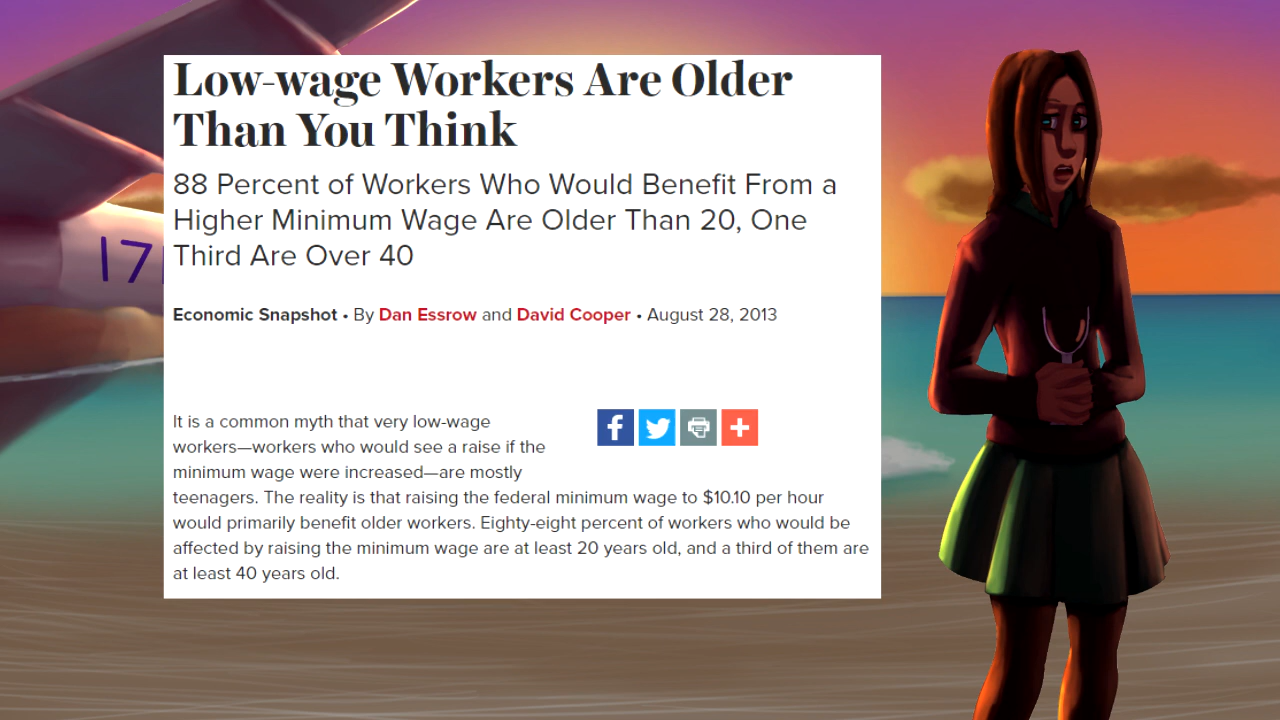 Low-wage Workers Are Older
Than You Think
88 Percent of Workers Who Would Benefit From a
Higher Minimum Wage Are Older Than 20, One
Third Are Over 40
Economic Snapshot • By Dan Essrow and David Cooper • August 28, 2013
It is a common myth that very low-wage
workers—workers who would see a raise if the
minimum wage were increased—are mostly
teenagers. The reality is that raising the federal minimum wage to $10.10 per hour
would primarily benefit older workers. Eighty-eight percent of workers who would be
affected by raising the minimum wage are at least 20 years old, and a third of them are
at least 40 years old.
17